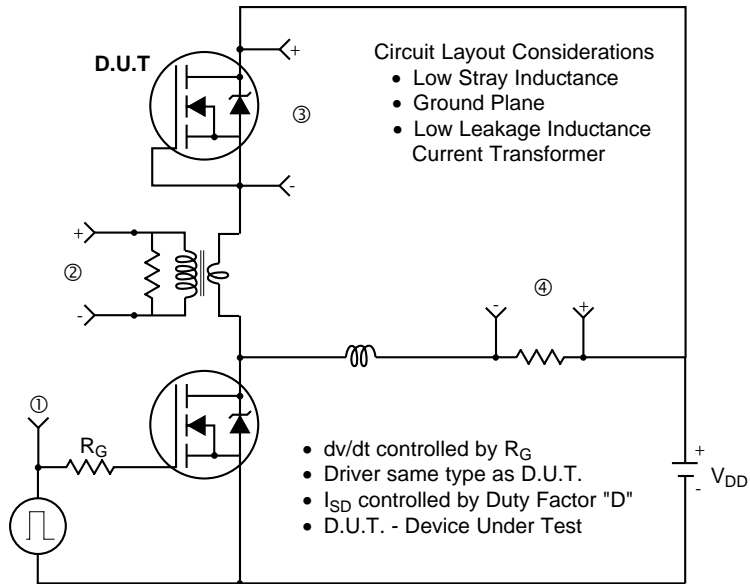 D.U.T
+
Circuit Layout Considerations
• Low Stray Inductance
• Ground Plane
• Low Leakage Inductance
Current Transformer
③
-
+
②
-
④
-
+
①
RG
+
VDD
-
• dv/dt controlled by RG
• Driver same type as D.U.T.
• ISD controlled by Duty Factor "D"
• D.U.T. - Device Under Test